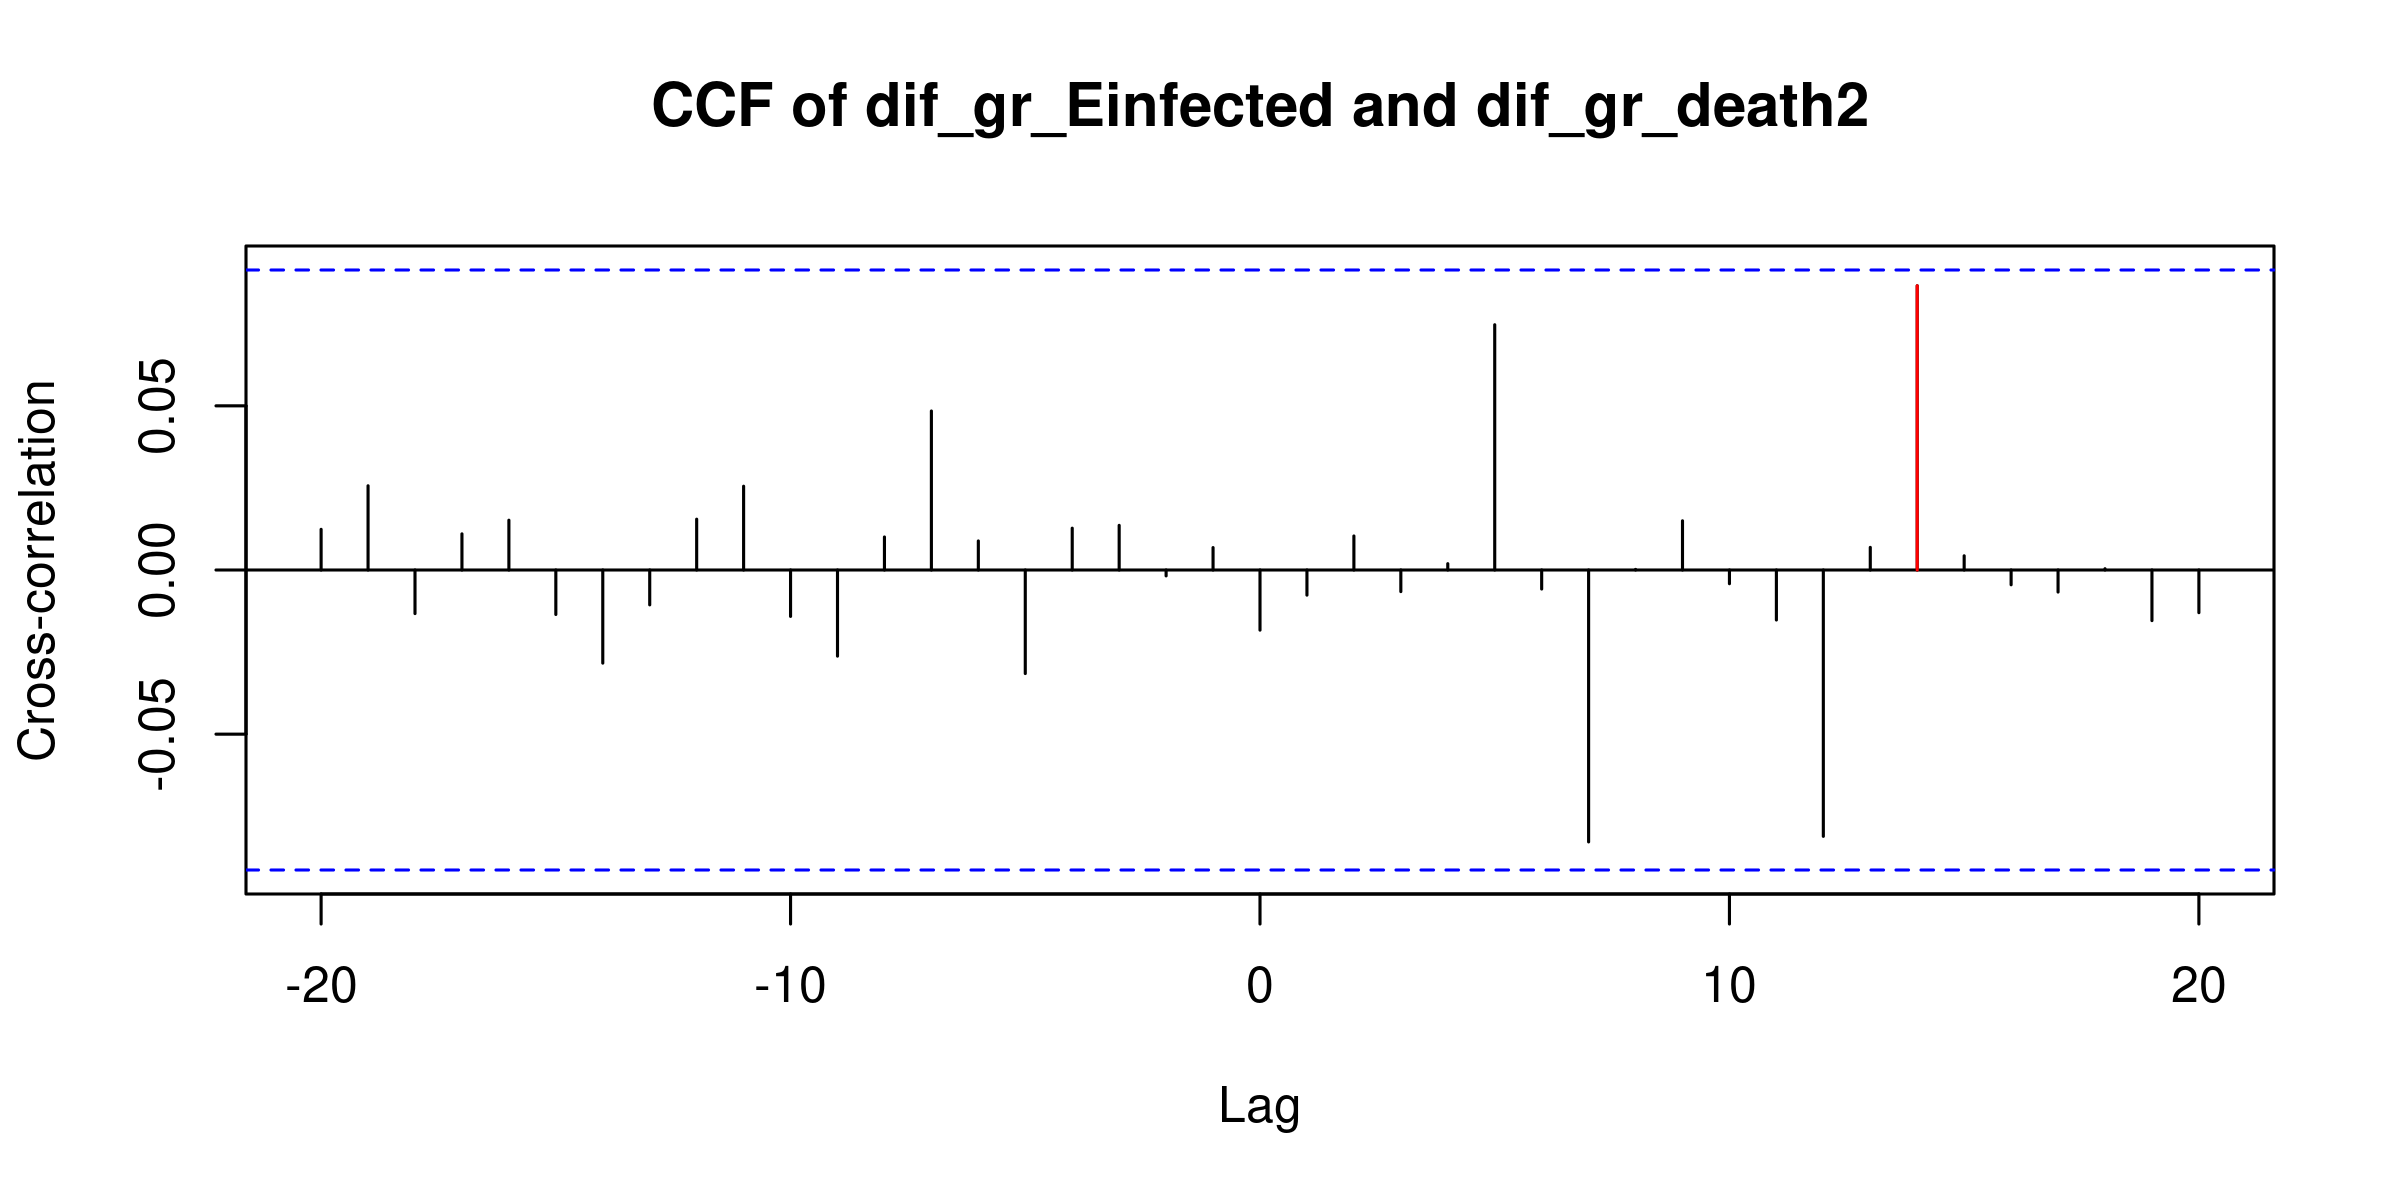 CCF of dif_gr_Einfected and dif_gr_death2
Cross-correlation
0.05
0.00
-0.05
-20
-10
0
10
20
Lag